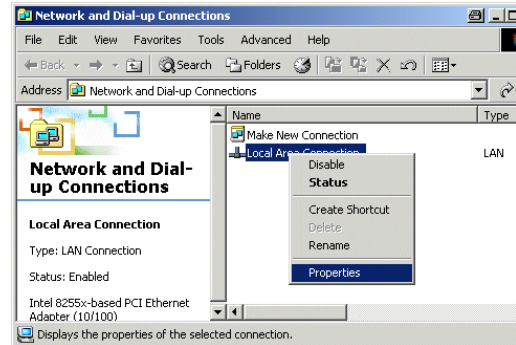 Network and Dial-up Connections
File Edit View Favorites Tools Advanced Help
Back Search Folders
Address Network and Dial-up Connections
Name Type
Make New Connection
Local Area Connection LAN
Disable
Status
Create Shortcut
Delete
Rename
Properties
Network and Dial-
up Connections
Local Area Connection
Type: LAN Connection
Status: Enabled
Intel 8255x-based PCI Ethernet
Adapter (10/100)
Displays the properties of the selected connection.